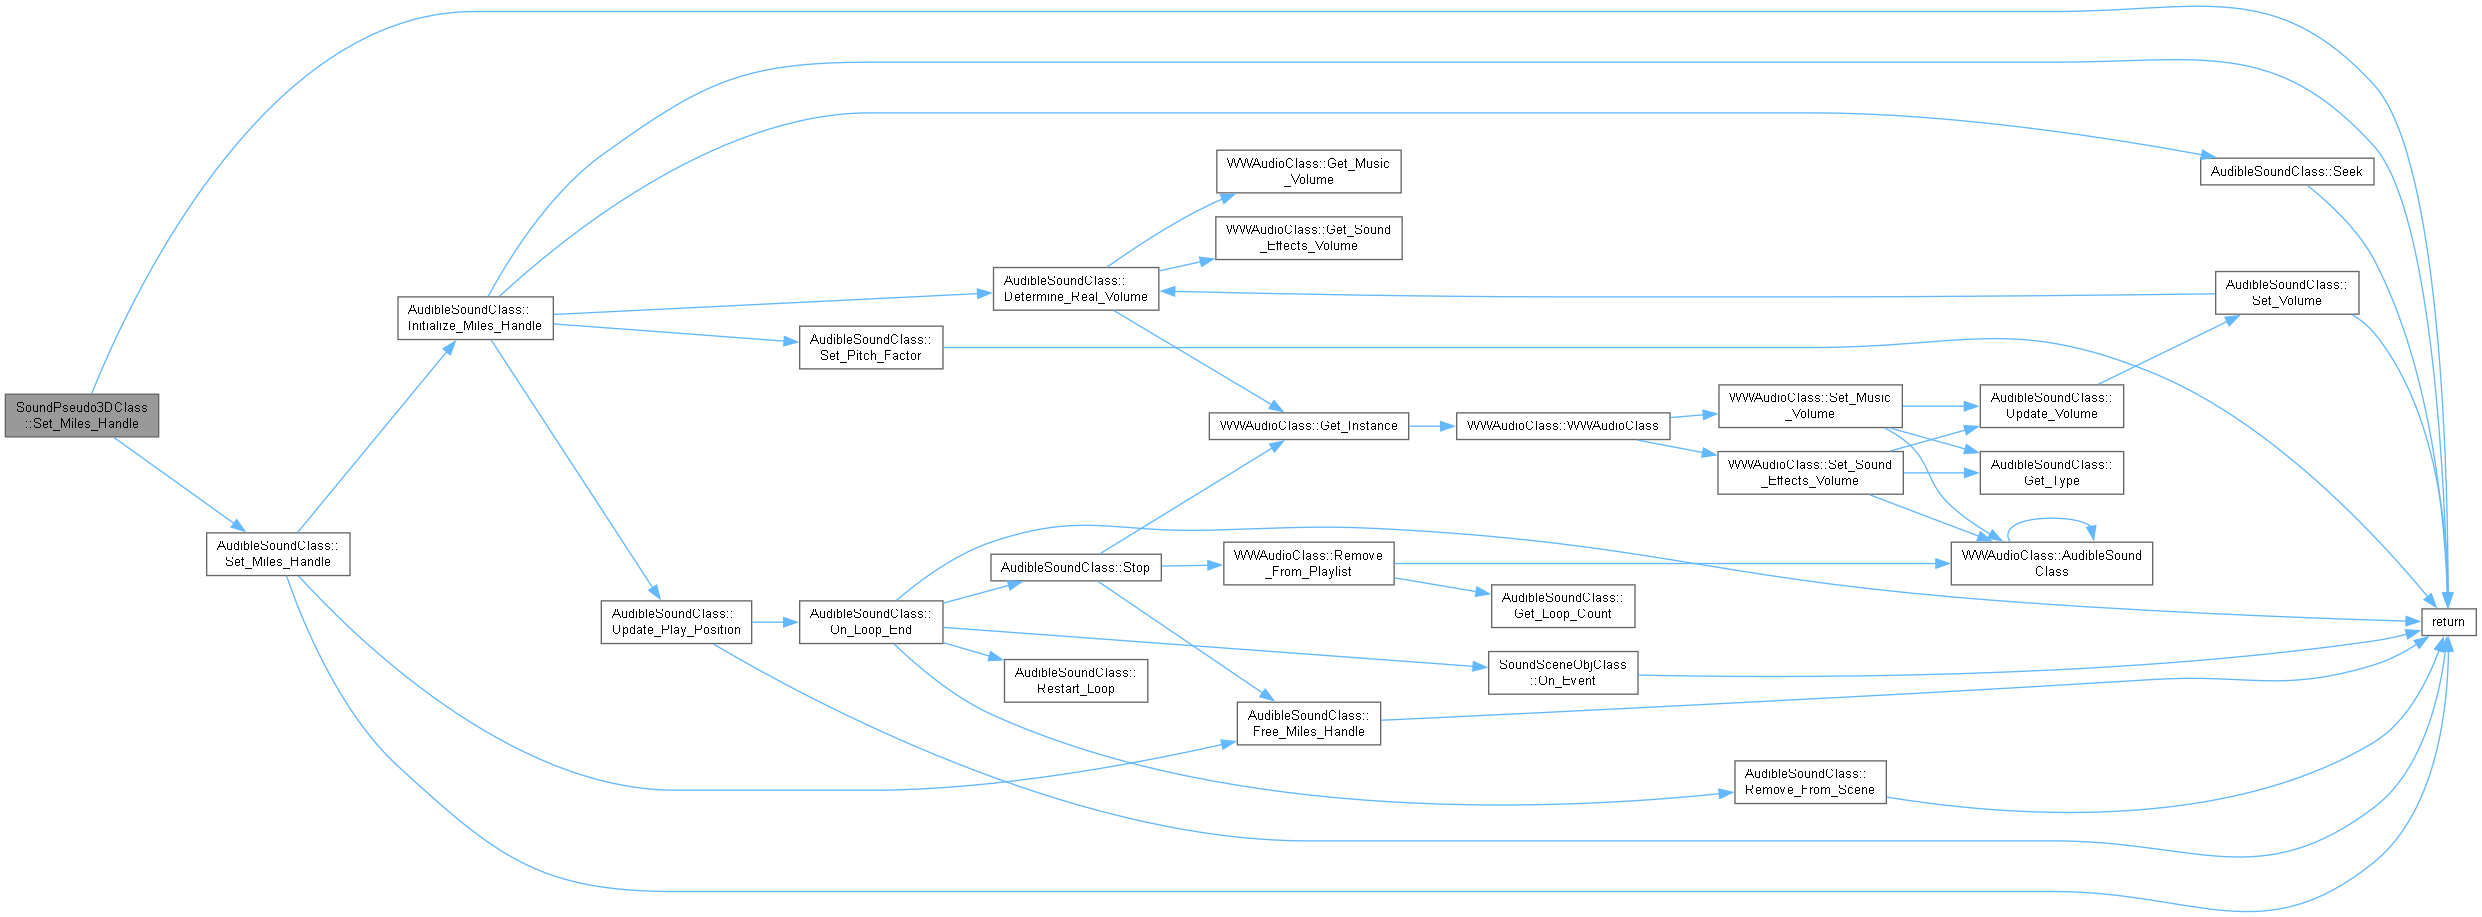 SoundPseudo3DClass
::Set_Miles_Handle
AudibleSoundClass::
Set_Miles_Handle
AudibleSoundClass::
Initialize_Miles_Handle
AudibleSoundClass::
Update_Play_Position
AudibleSoundClass::
Set_Pitch_Factor
AudibleSoundClass::
On_Loop_End
AudibleSoundClass::
Determine_Real_Volume
AudibleSoundClass::Stop
AudibleSoundClass::
Restart_Loop
WWAudioClass::Get_Music
_Volume
WWAudioClass::Get_Sound
_Effects_Volume
WWAudioClass::Get_Instance
WWAudioClass::Remove
_From_Playlist
AudibleSoundClass::
Free_Miles_Handle
WWAudioClass::WWAudioClass
AudibleSoundClass::
Get_Loop_Count
SoundSceneObjClass
::On_Event
WWAudioClass::Set_Music
_Volume
WWAudioClass::Set_Sound
_Effects_Volume
AudibleSoundClass::
Remove_From_Scene
AudibleSoundClass::
Update_Volume
AudibleSoundClass::
Get_Type
WWAudioClass::AudibleSound
Class
AudibleSoundClass::Seek
AudibleSoundClass::
Set_Volume
return